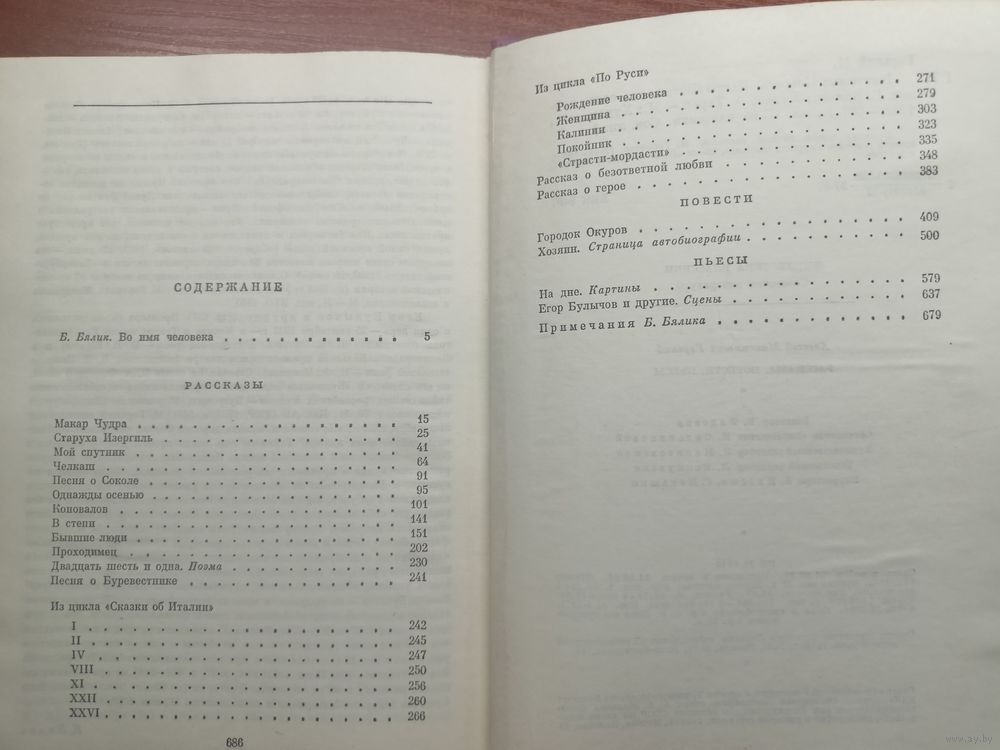 СОДЕРЖАНИЕ
Б. Бялик. Во имя человека . . . . . . . . . . . . . 5
РАССКАЗЫ
Макар Чудра . . . . . . . . . . . . . . . . . 15
Старуха Изергиль . . . . . . . . . . . . . . . . 25
Мой спутник . . . . . . . . . . . . . . . . . 41
Челкаш . . . . . . . . . . . . . . . . . . . 64
Песня о Соколе . . . . . . . . . . . . . . . . 91
Однажды осенью . . . . . . . . . . . . . . . . 95
Коновалов . . . . . . . . . . . . . . . . . . 101
В степи . . . . . . . . . . . . . . . . . . . 141
Бывшие люди . . . . . . . . . . . . . . . . . 151
Проходимец . . . . . . . . . . . . . . . . . 202
Двадцать шесть и одна. Поэма . . . . . . . . . . . . 230
Песня о Буревестнике . . . . . . . . . . . . . . 241
Из цикла «Сказки об Италии»
I . . . . . . . . . . . . . . . . . . . . 242
II . . . . . . . . . . . . . . . . . . . . 245
IV . . . . . . . . . . . . . . . . . . . . 247
VIII . . . . . . . . . . . . . . . . . . . 250
XI . . . . . . . . . . . . . . . . . . . . 256
XXII . . . . . . . . . . . . . . . . . . . 260
XXVI . . . . . . . . . . . . . . . . . . . 266
686
Из цикла «По Руси»
Рождение человека . . . . . . . . . . . . . . 271
Женщина . . . . . . . . . . . . . . . . . 279
Калинин . . . . . . . . . . . . . . . . . 303
Покойник . . . . . . . . . . . . . . . . . 323
«Страсти-мордасти» . . . . . . . . . . . . . . 335
Рассказ о безответной любви . . . . . . . . . . . . 348
Рассказ о герое . . . . . . . . . . . . . . . . 383
ПОВЕСТИ
Городок Окуров . . . . . . . . . . . . . . . . 409
Хозяин. Страница автобиографии . . . . . . . . . . . 500
ПЬЕСЫ
На дне. Картины . . . . . . . . . . . . . . . . 579
Егор Булычов и другие. Сцены . . . . . . . . . . . . 637
Примечания Б. Бялика . . . . . . . . . . . . . 679
www.ay.by